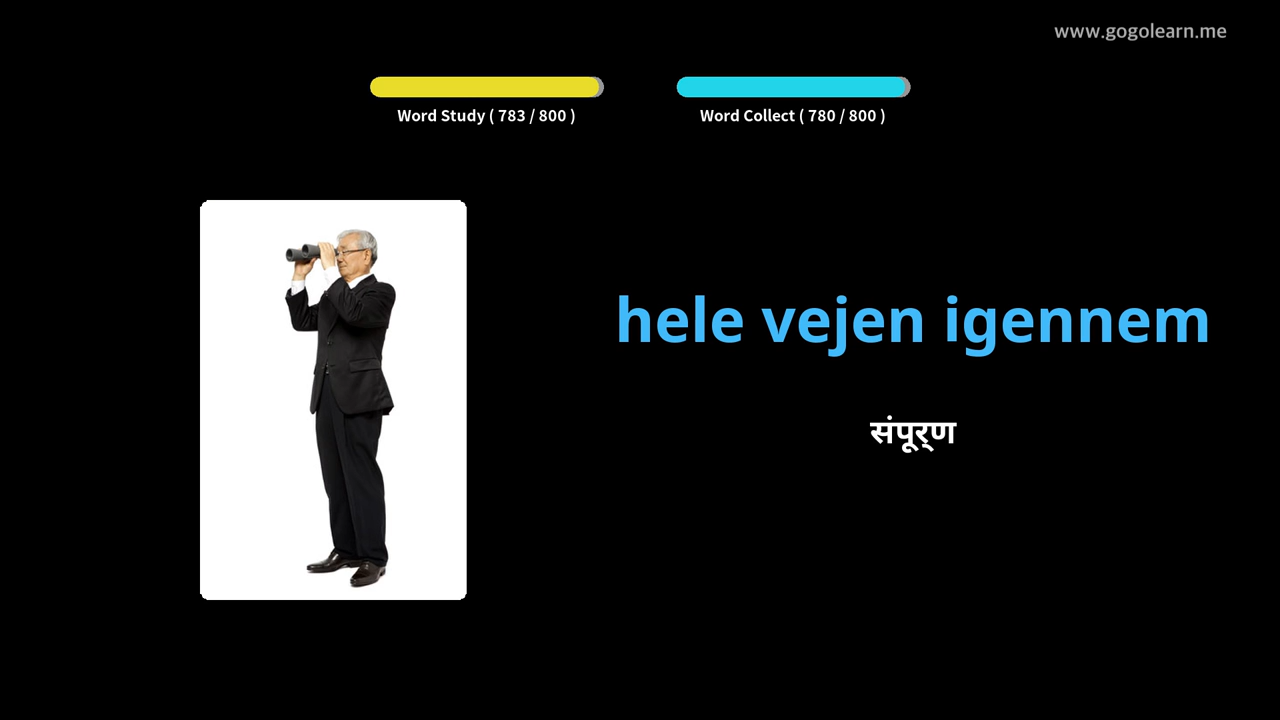 www.gogolearn.me
Word Study ( 783 / 800 )
Word Collect ( 780 / 800 )
hele vejen igennem
संपूर्ण